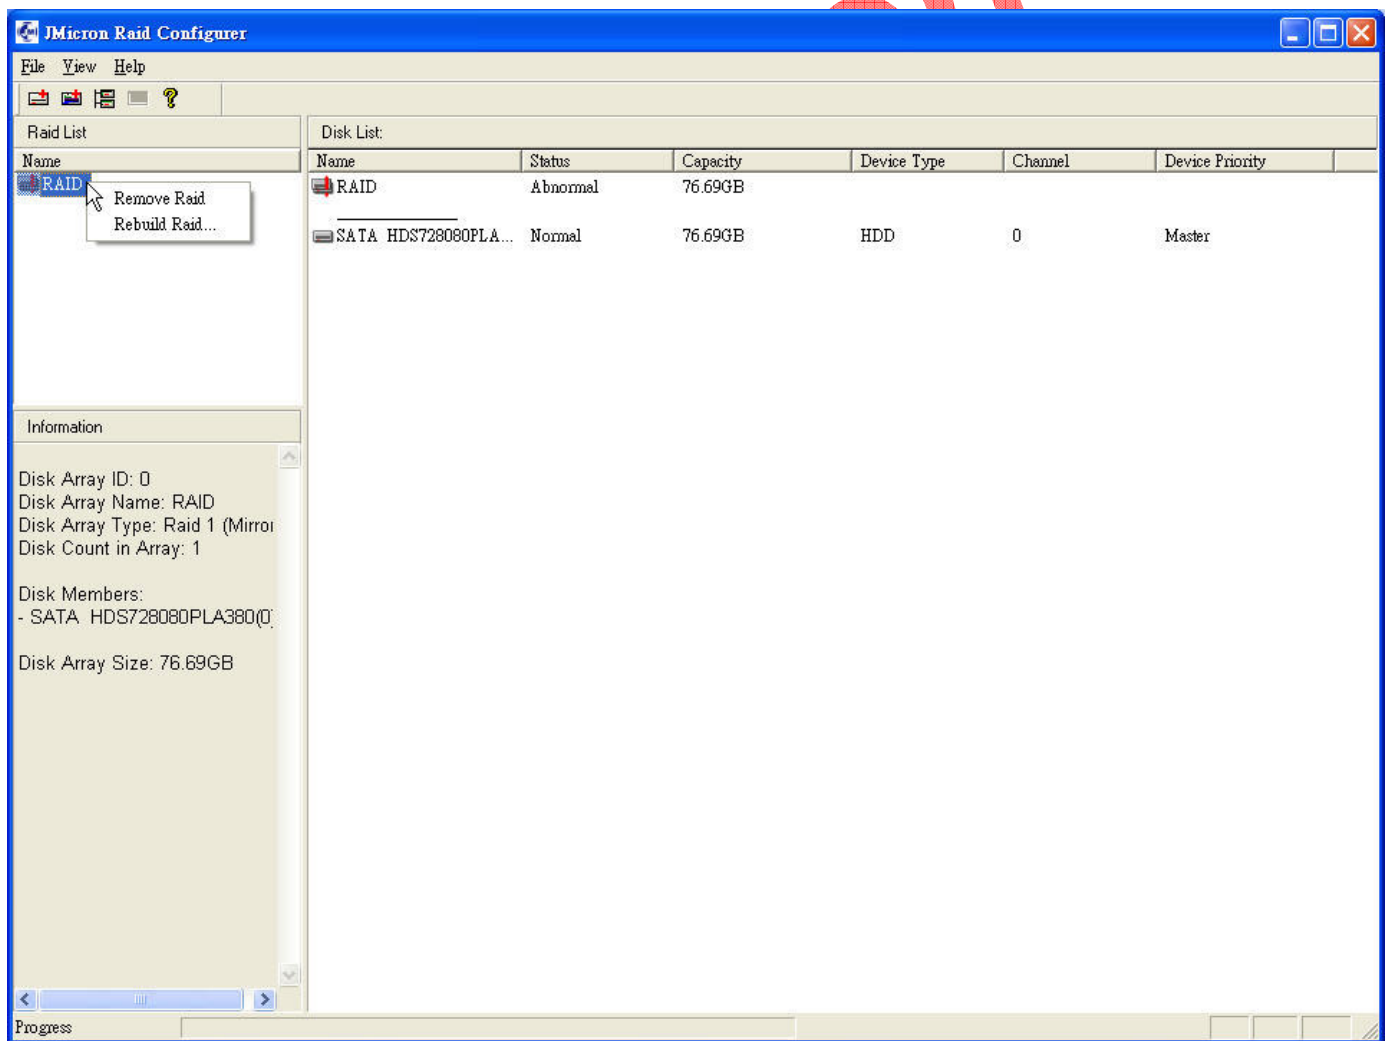 JMicron Raid Configurer
File View Help
Raid List
Name
RAID
Remove Raid
Rebuild Raid...
Disk List:
Name Status Capacity Device Type Channel Device Priority
RAID Abnormal 76.69GB
SATA HDS728080PLA... Normal 76.69GB HDD 0 Master
Information
Disk Array ID: 0
Disk Array Name: RAID
Disk Array Type: Raid 1 (Mirror
Disk Count in Array: 1
Disk Members:
- SATA HDS728080PLA380(0)
Disk Array Size: 76.69GB
Progress